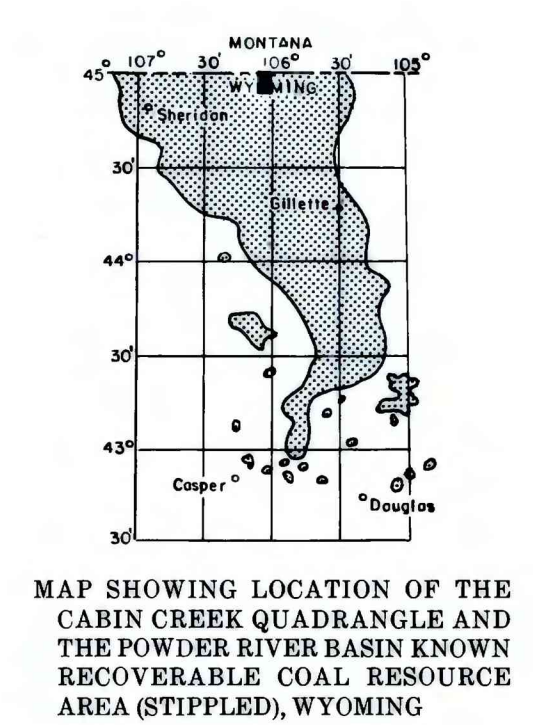 MONTANA
45° 107° 30' 106° 30' 105°
WYOMING
Sheridan
30'
Gillette
44°
30'
43°
Casper
Douglas
30'
MAP SHOWING LOCATION OF THE
CABIN CREEK QUADRANGLE AND
THE POWDER RIVER BASIN KNOWN
RECOVERABLE COAL RESOURCE
AREA (STIPPLED), WYOMING